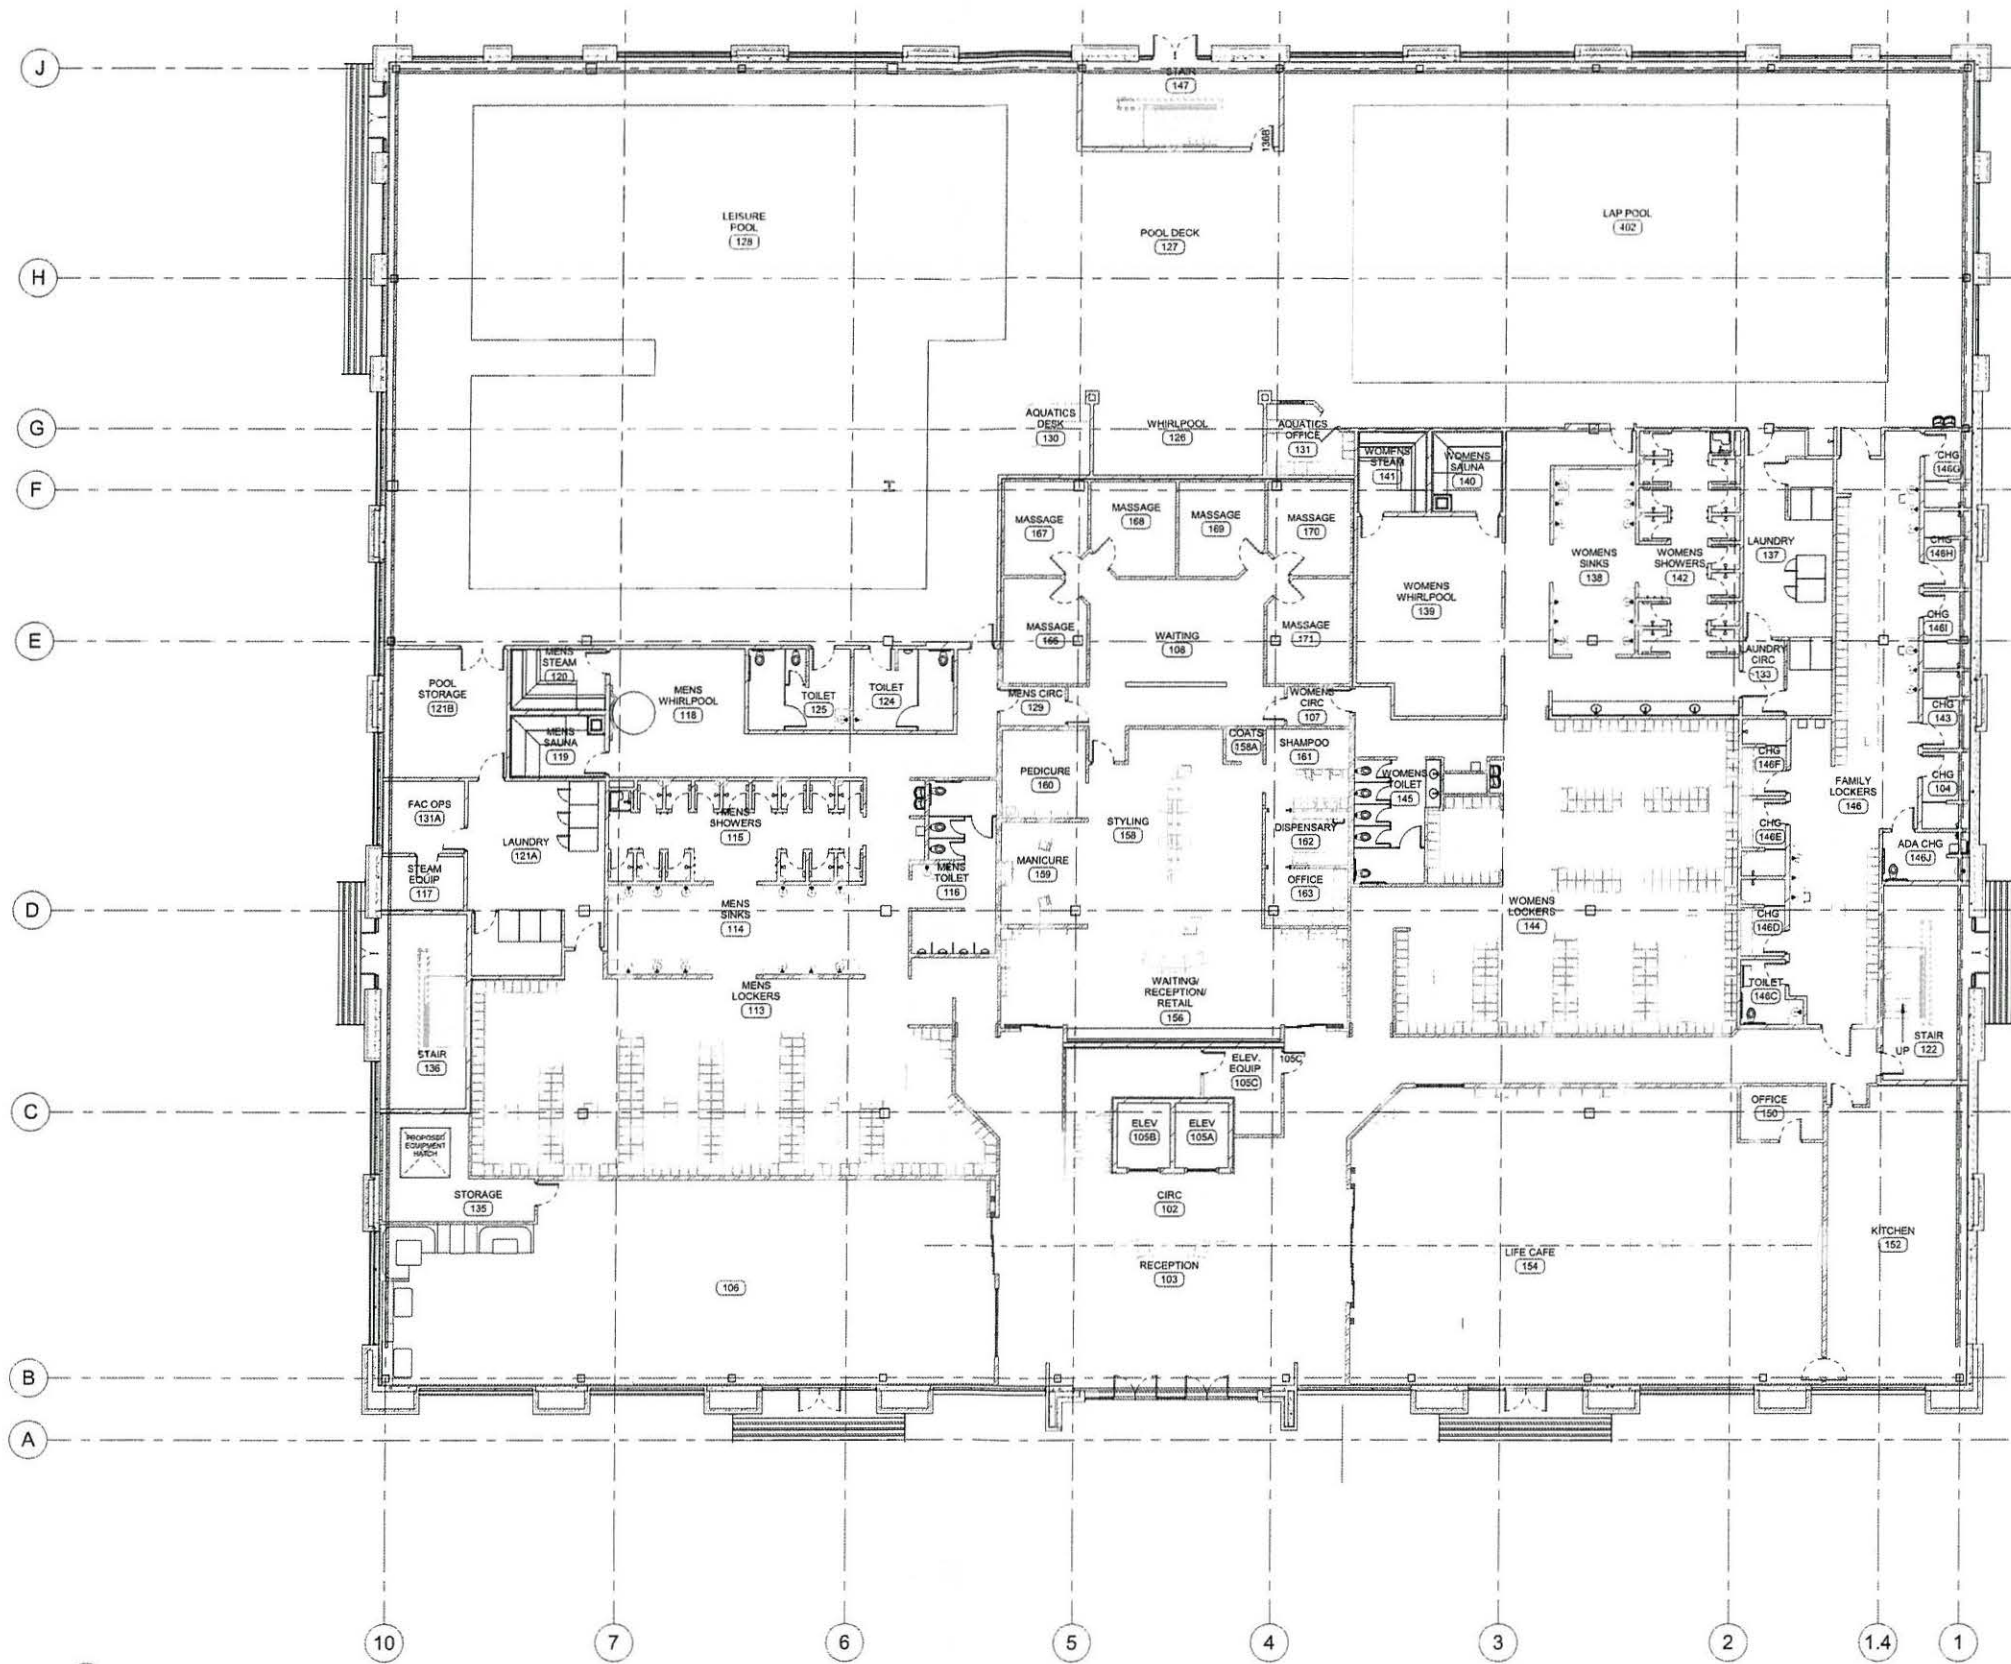 J
STAIR
147
136B
LEISURE
POOL
128
POOL DECK
127
LAP POOL
402
H
AQUATICS
DESK
130
WHIRLPOOL
126
AQUATICS
OFFICE
131
G
WOMENS
STEAM
141
WOMENS
SAUNA
140
CHG
146G
F
MASSAGE
167
MASSAGE
168
MASSAGE
169
MASSAGE
170
WOMENS
SINKS
138
WOMENS
SHOWERS
142
LAUNDRY
137
CHG
146H
WOMENS
WHIRLPOOL
139
E
MASSAGE
166
WAITING
108
MASSAGE
171
CHG
146I
LAUNDRY
CIRC
133
MENS
STEAM
120
POOL
STORAGE
121B
MENS
WHIRLPOOL
118
TOILET
125
TOILET
124
MENS CIRC
129
WOMENS
CIRC
107
CHG
143
MENS
SAUNA
119
COATS
158A
SHAMPOO
161
CHG
146F
PEDICURE
160
WOMENS
TOILET
145
FAMILY
LOCKERS
146
CHG
104
FAC OPS
131A
MENS
SHOWERS
115
STYLING
158
DISPENSARY
162
CHG
146E
LAUNDRY
121A
ADA CHG
146J
STEAM
EQUIP
117
MENS
TOILET
116
MANICURE
159
OFFICE
163
D
MENS
SINKS
114
WOMENS
LOCKERS
144
CHG
146D
MENS
LOCKERS
113
WAITING/
RECEPTION/
RETAIL
156
TOILET
146C
STAIR
136
ELEV.
EQUIP
105C
105C
UP
STAIR
122
C
OFFICE
150
PROPOSED
EQUIPMENT
HATCH
ELEV
105B
ELEV
105A
STORAGE
135
CIRC
102
KITCHEN
152
RECEPTION
103
LIFE CAFE
154
106
B
A
10
7
6
5
4
3
2
1.4
1